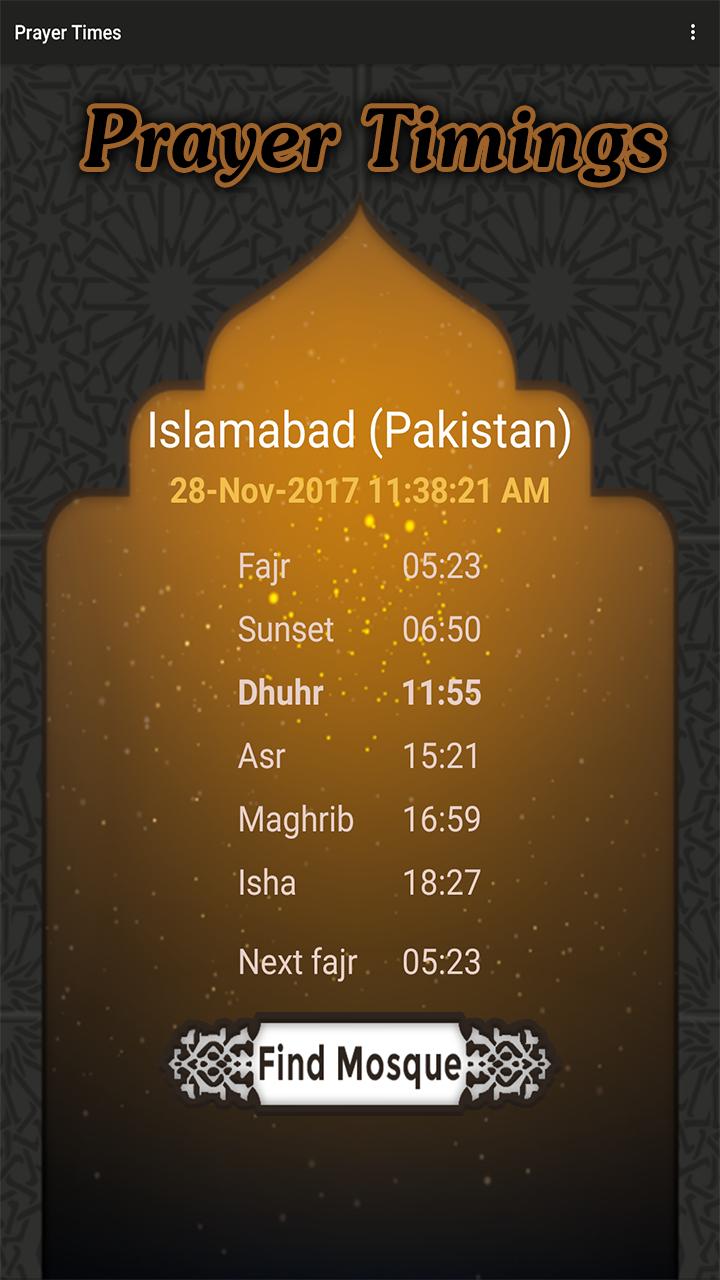 Prayer Times
Prayer Timings
Islamabad (Pakistan)
28-Nov-2017 11:38:21 AM
Fajr 05:23
Sunset 06:50
Dhuhr 11:55
Asr 15:21
Maghrib 16:59
Isha 18:27
Next fajr 05:23
Find Mosque